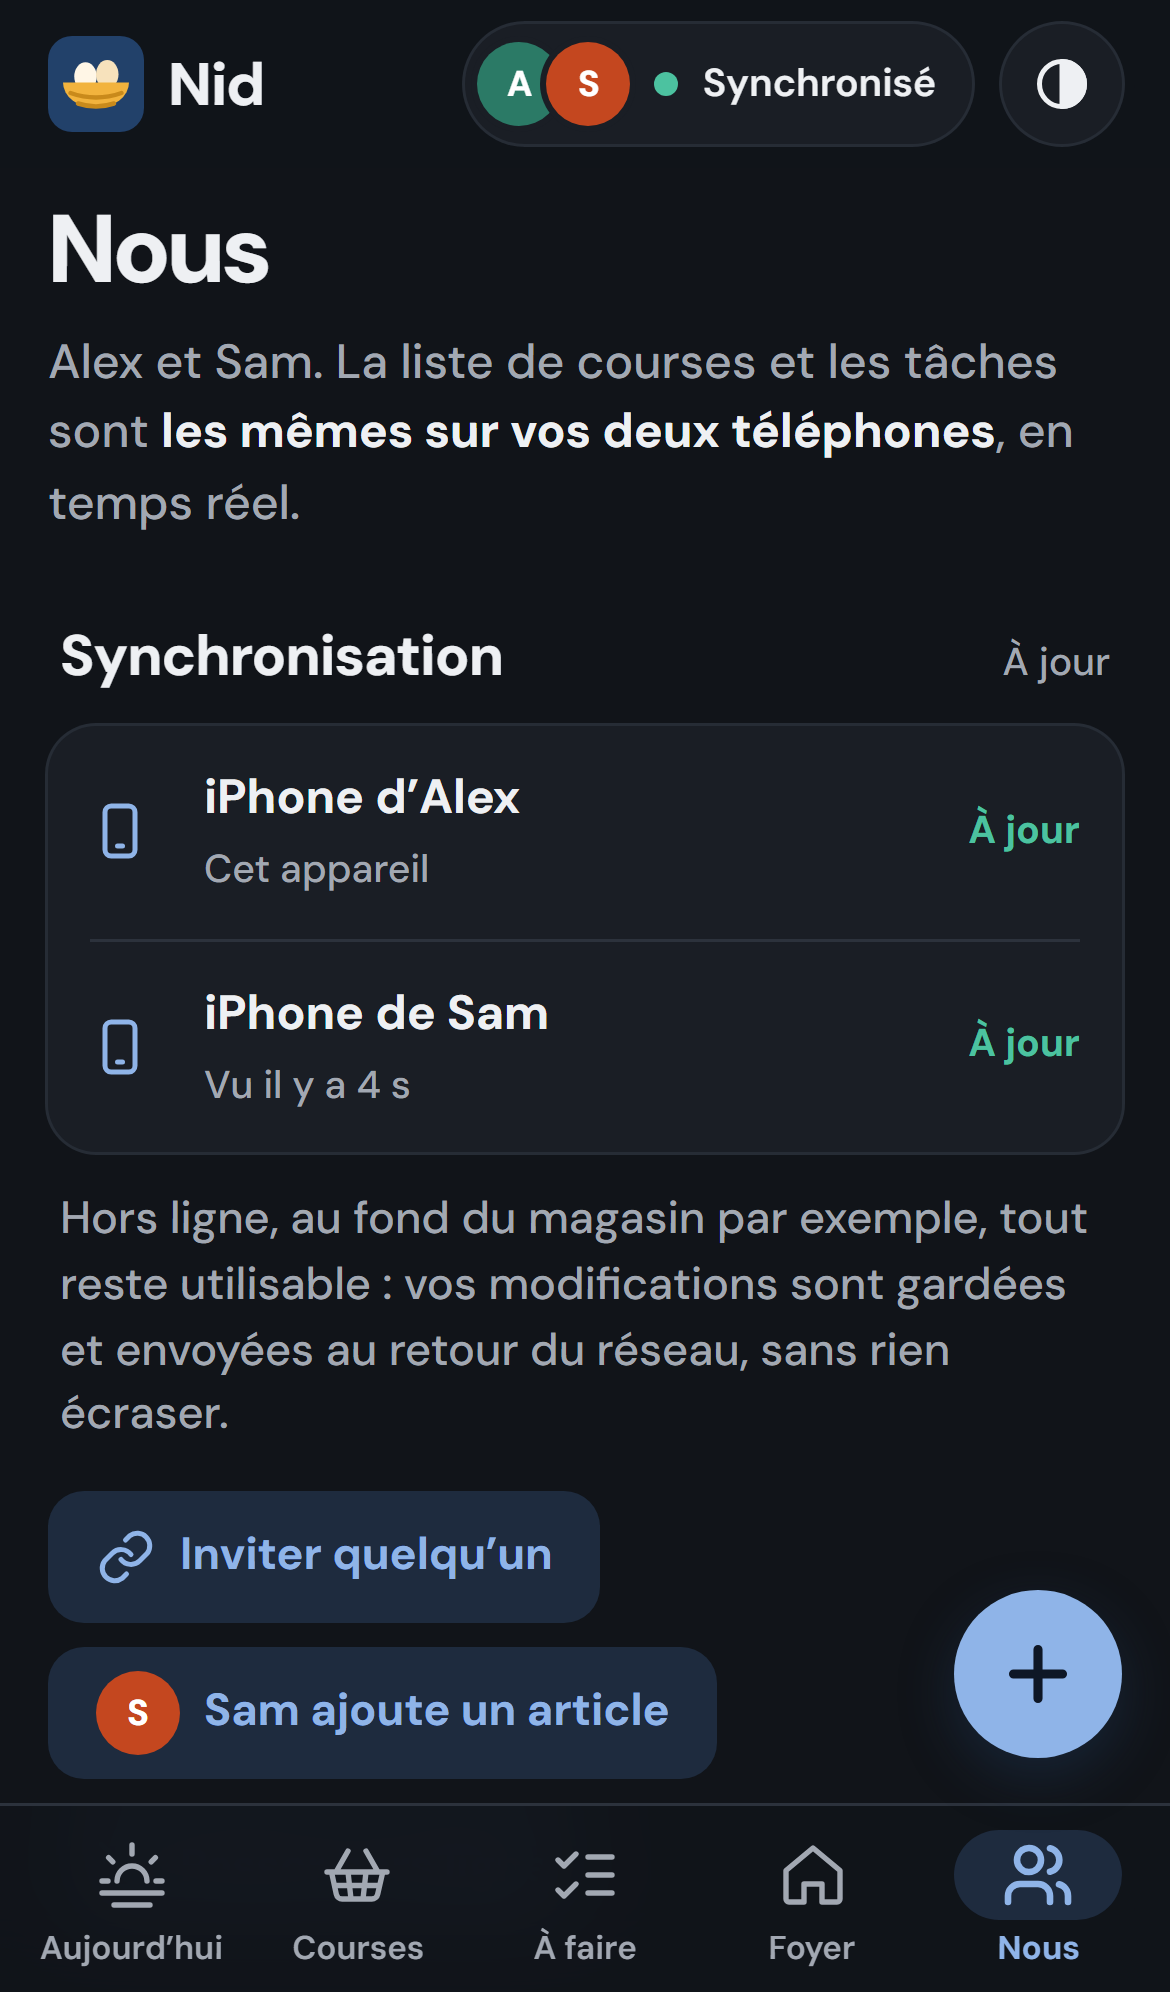 Nid
A
S
Synchronisé
Nous
Alex et Sam. La liste de courses et les tâches
sont les mêmes sur vos deux téléphones, en
temps réel.
Synchronisation
À jour
iPhone d’Alex
Cet appareil
À jour
iPhone de Sam
Vu il y a 4 s
À jour
Hors ligne, au fond du magasin par exemple, tout
reste utilisable : vos modifications sont gardées
et envoyées au retour du réseau, sans rien
écraser.
Inviter quelqu’un
S
Sam ajoute un article
Aujourd’hui
Courses
À faire
Foyer
Nous